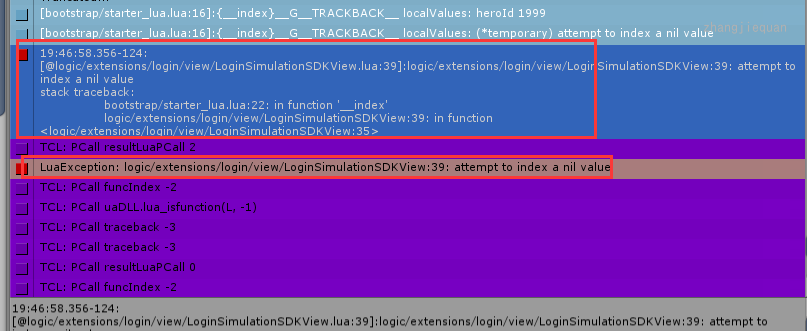 [bootstrap/starter_lua.lua:16]:{__index}__G__TRACKBACK__ localValues: heroId 1999
[bootstrap/starter_lua.lua:16]:{__index}__G__TRACKBACK__ localValues: (*temporary) attempt to index a nil value
19:46:58.356-124:
[@logic/extensions/login/view/LoginSimulationSDKView.lua:39]:logic/extensions/login/view/LoginSimulationSDKView:39: attempt to
index a nil value
stack traceback:
bootstrap/starter_lua.lua:22: in function '__index'
logic/extensions/login/view/LoginSimulationSDKView:39: in function
<logic/extensions/login/view/LoginSimulationSDKView:35>
TCL: PCall resultLuaPCall 2
LuaException: logic/extensions/login/view/LoginSimulationSDKView:39: attempt to index a nil value
TCL: PCall funcIndex -2
TCL: PCall uaDLL.lua_isfunction(L, -1)
TCL: PCall traceback -3
TCL: PCall traceback -3
TCL: PCall resultLuaPCall 0
TCL: PCall funcIndex -2
19:46:58.356-124:
[@logic/extensions/login/view/LoginSimulationSDKView.lua:39]:logic/extensions/login/view/LoginSimulationSDKView:39: attempt to